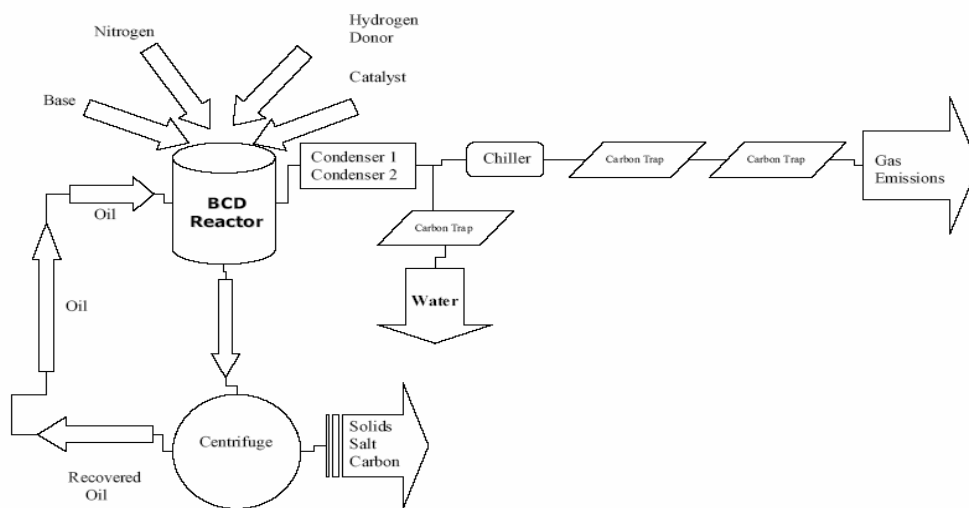 Nitrogen
Hydrogen
Donor
Catalyst
Base
Condenser 1
Condenser 2
Chiller
Carbon Trap
Carbon Trap
Gas
Emissions
BCD
Reactor
Oil
Carbon Trap
Water
Oil
Centrifuge
Solids
Salt
Carbon
Recovered
Oil